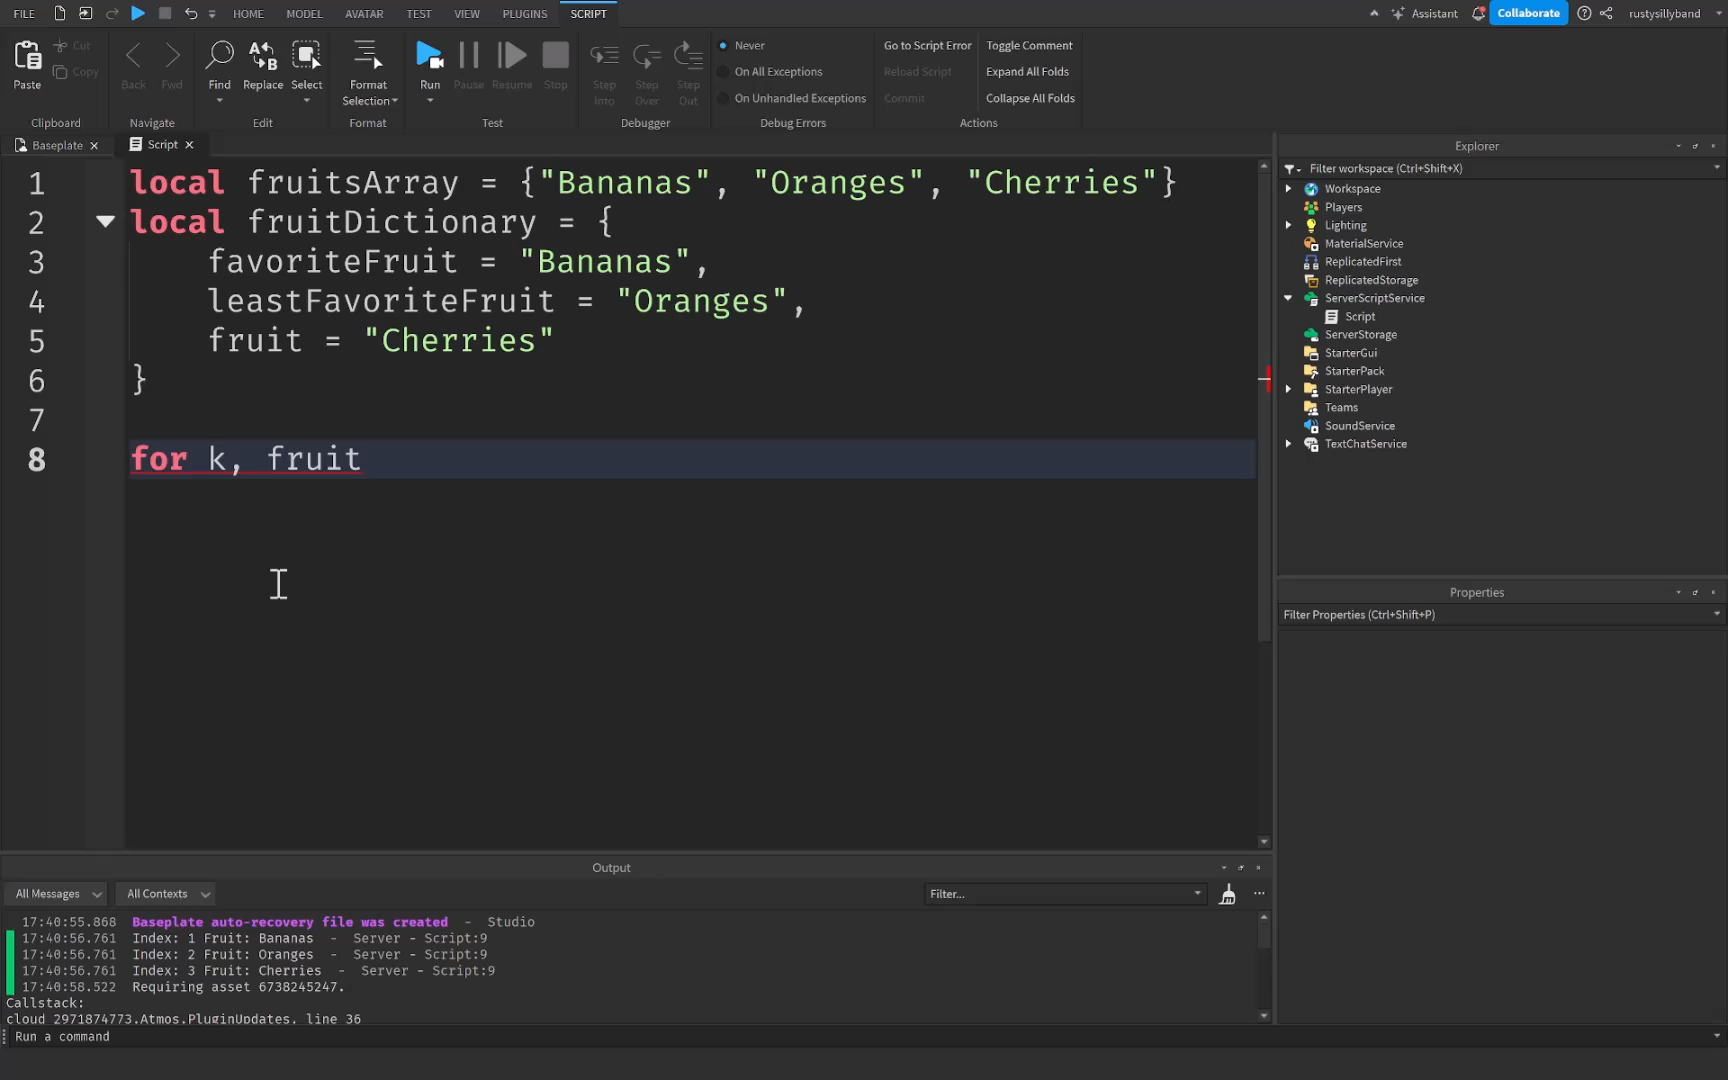 FILE HOME MODEL AVATAR TEST VIEW PLUGINS SCRIPT Assistant Collaborate rustysillyband
Paste Cut Copy Back Fwd Find Replace Select Format Selection Run Pause Resume Stop Step Into Step Over Step Out
Never
On All Exceptions
On Unhandled Exceptions
Go to Script Error
Reload Script
Commit
Toggle Comment
Expand All Folds
Collapse All Folds
Clipboard Navigate Edit Format Test Debugger Debug Errors Actions
Baseplate Script
1 local fruitsArray = {"Bananas", "Oranges", "Cherries"}
2 local fruitDictionary = {
3 favoriteFruit = "Bananas",
4 leastFavoriteFruit = "Oranges",
5 fruit = "Cherries"
6 }
7
8 for k, fruit
Explorer
Filter workspace (Ctrl+Shift+X)
Workspace
Players
Lighting
MaterialService
ReplicatedFirst
ReplicatedStorage
ServerScriptService
Script
ServerStorage
StarterGui
StarterPack
StarterPlayer
Teams
SoundService
TextChatService
Properties
Filter Properties (Ctrl+Shift+P)
Output
All Messages All Contexts Filter...
17:40:55.868 Baseplate auto-recovery file was created - Studio
17:40:56.761 Index: 1 Fruit: Bananas - Server - Script:9
17:40:56.761 Index: 2 Fruit: Oranges - Server - Script:9
17:40:56.761 Index: 3 Fruit: Cherries - Server - Script:9
17:40:58.522 Requiring asset 6738245247.
Callstack:
cloud_2971874773.Atmos.PluginUpdates, line 36
Run a command